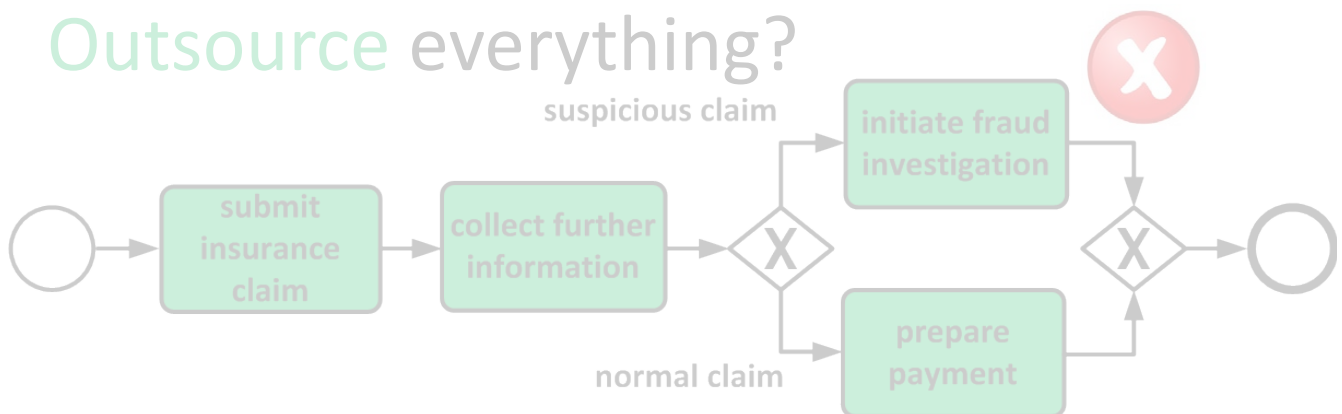 Outsource everything?
suspicious claim
initiate fraud
investigation
submit
insurance
claim
collect further
information
X
X
prepare
payment
normal claim